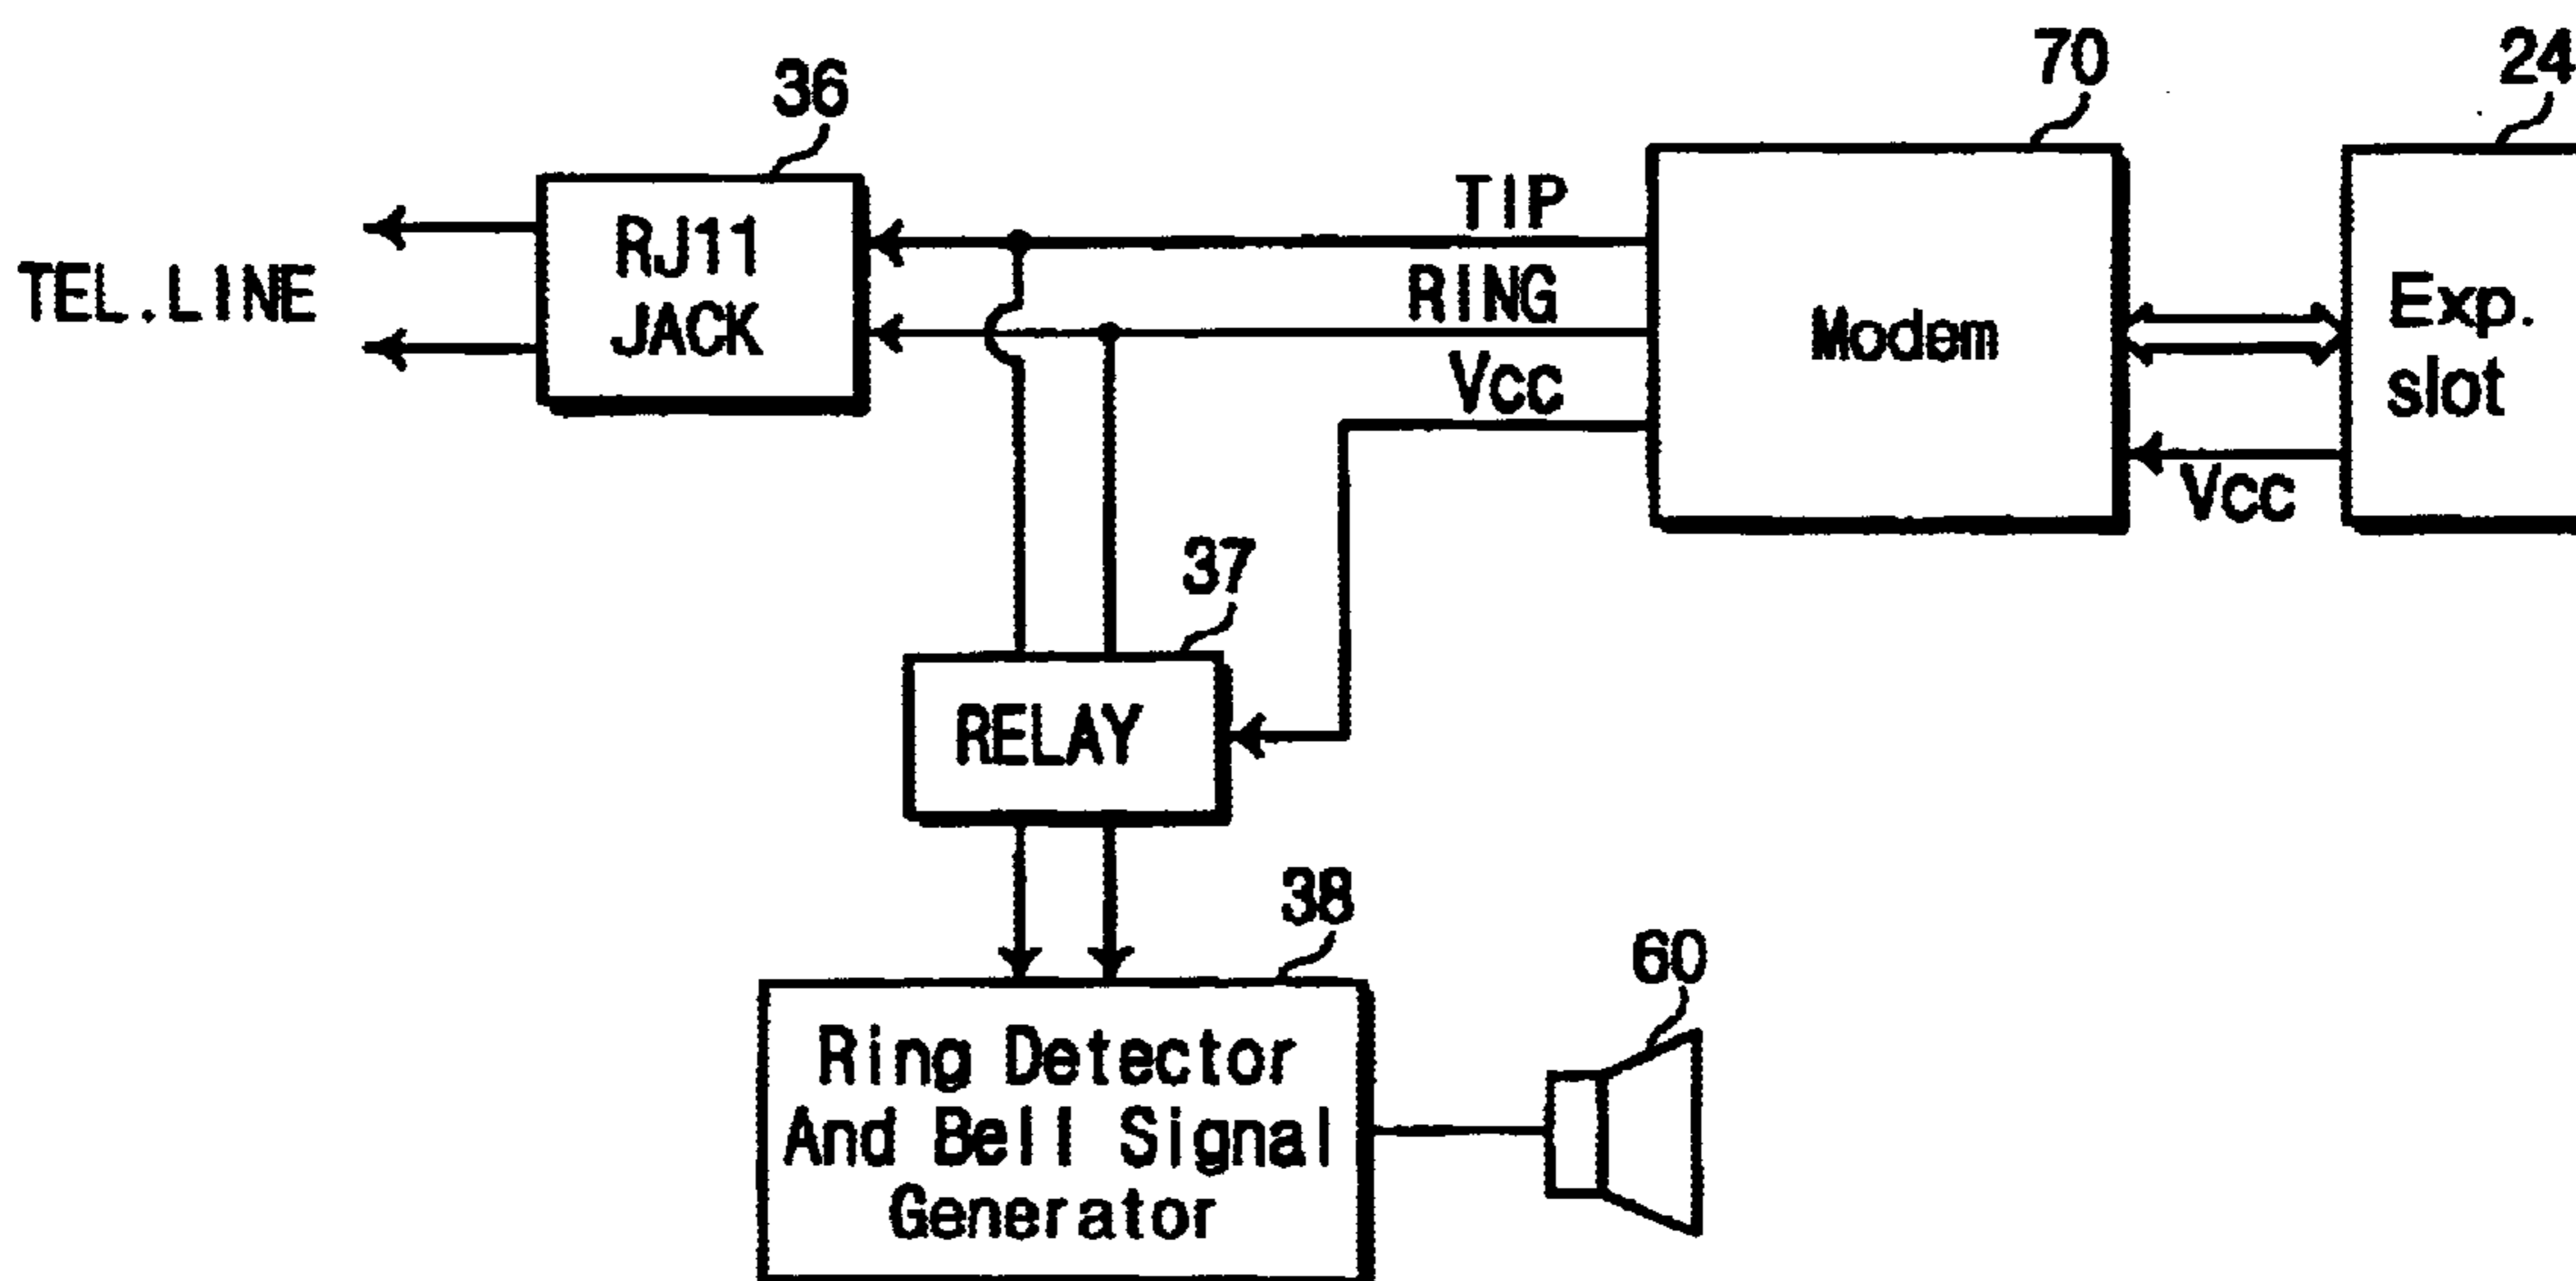 36
70
24
TEL.LINE
RJ11
JACK
TIP
RING
VCC
Modem
Exp.
slot
VCC
37
RELAY
38
60
Ring Detector
And Bell Signal
Generator